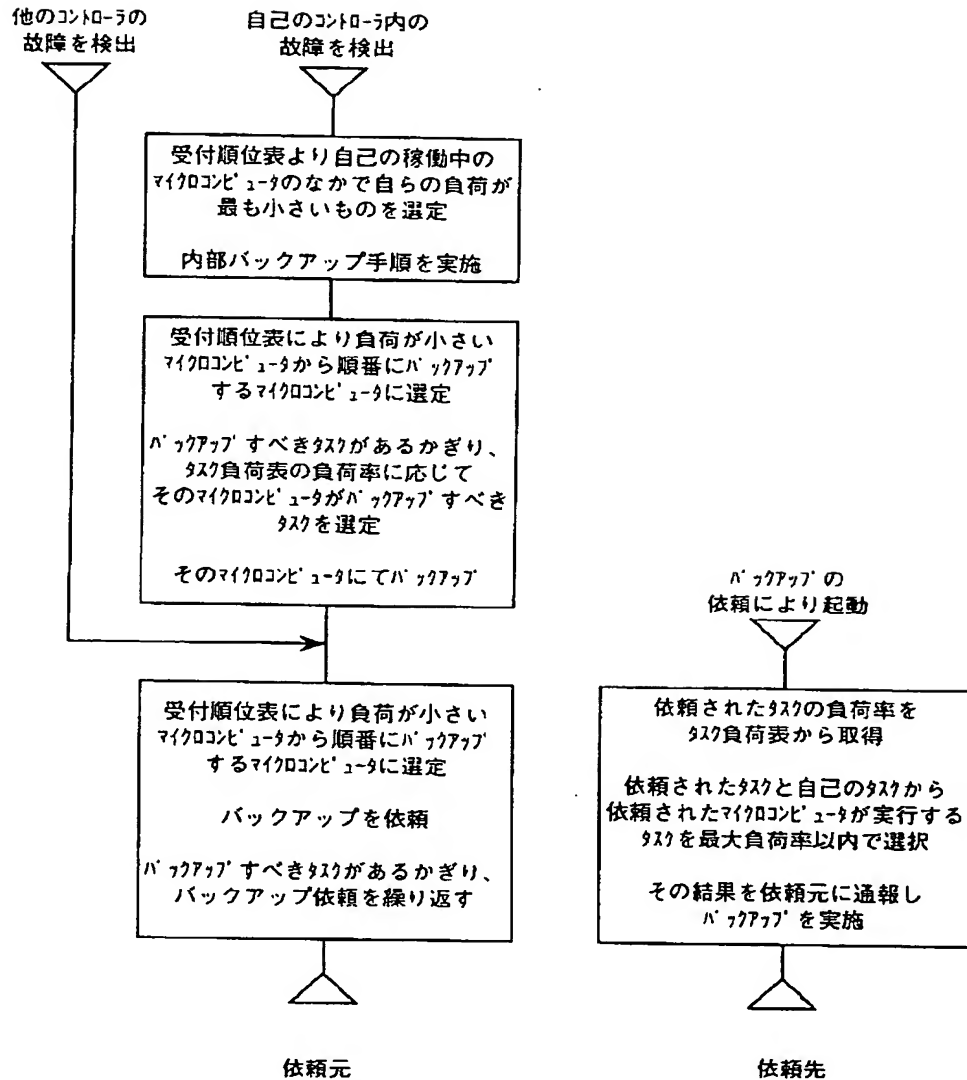 他のコントローラの
故障を検出
自己のコントローラ内の
故障を検出
受付順位表より自己の稼働中の
マイクロコンピュータのなかで自らの負荷が
最も小さいものを選定
内部バックアップ手順を実施
受付順位表により負荷が小さい
マイクロコンピュータから順番にバックアップ
するマイクロコンピュータに選定
バックアップすべきタスクがあるかぎり、
タスク負荷表の負荷率に応じて
そのマイクロコンピュータがバックアップすべき
タスクを選定
そのマイクロコンピュータにてバックアップ
受付順位表により負荷が小さい
マイクロコンピュータから順番にバックアップ
するマイクロコンピュータに選定
バックアップを依頼
バックアップすべきタスクがあるかぎり、
バックアップ依頼を繰り返す
依頼元
バックアップの
依頼により起動
依頼されたタスクの負荷率を
タスク負荷表から取得
依頼されたタスクと自己のタスクから
依頼されたマイクロコンピュータが実行する
タスクを最大負荷率以内で選択
その結果を依頼元に通報し
バックアップを実施
依頼先